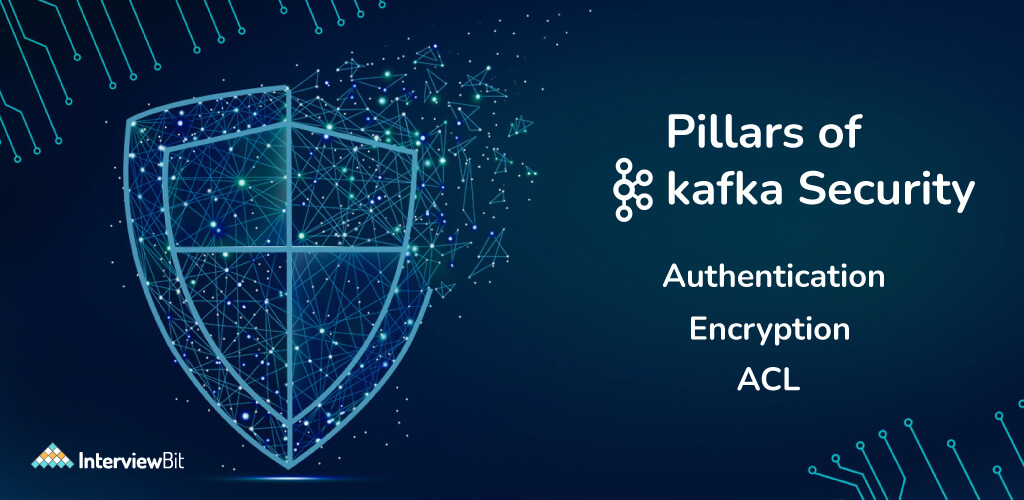 Pillars of
kafka Security
Authentication
Encryption
ACL
InterviewBit